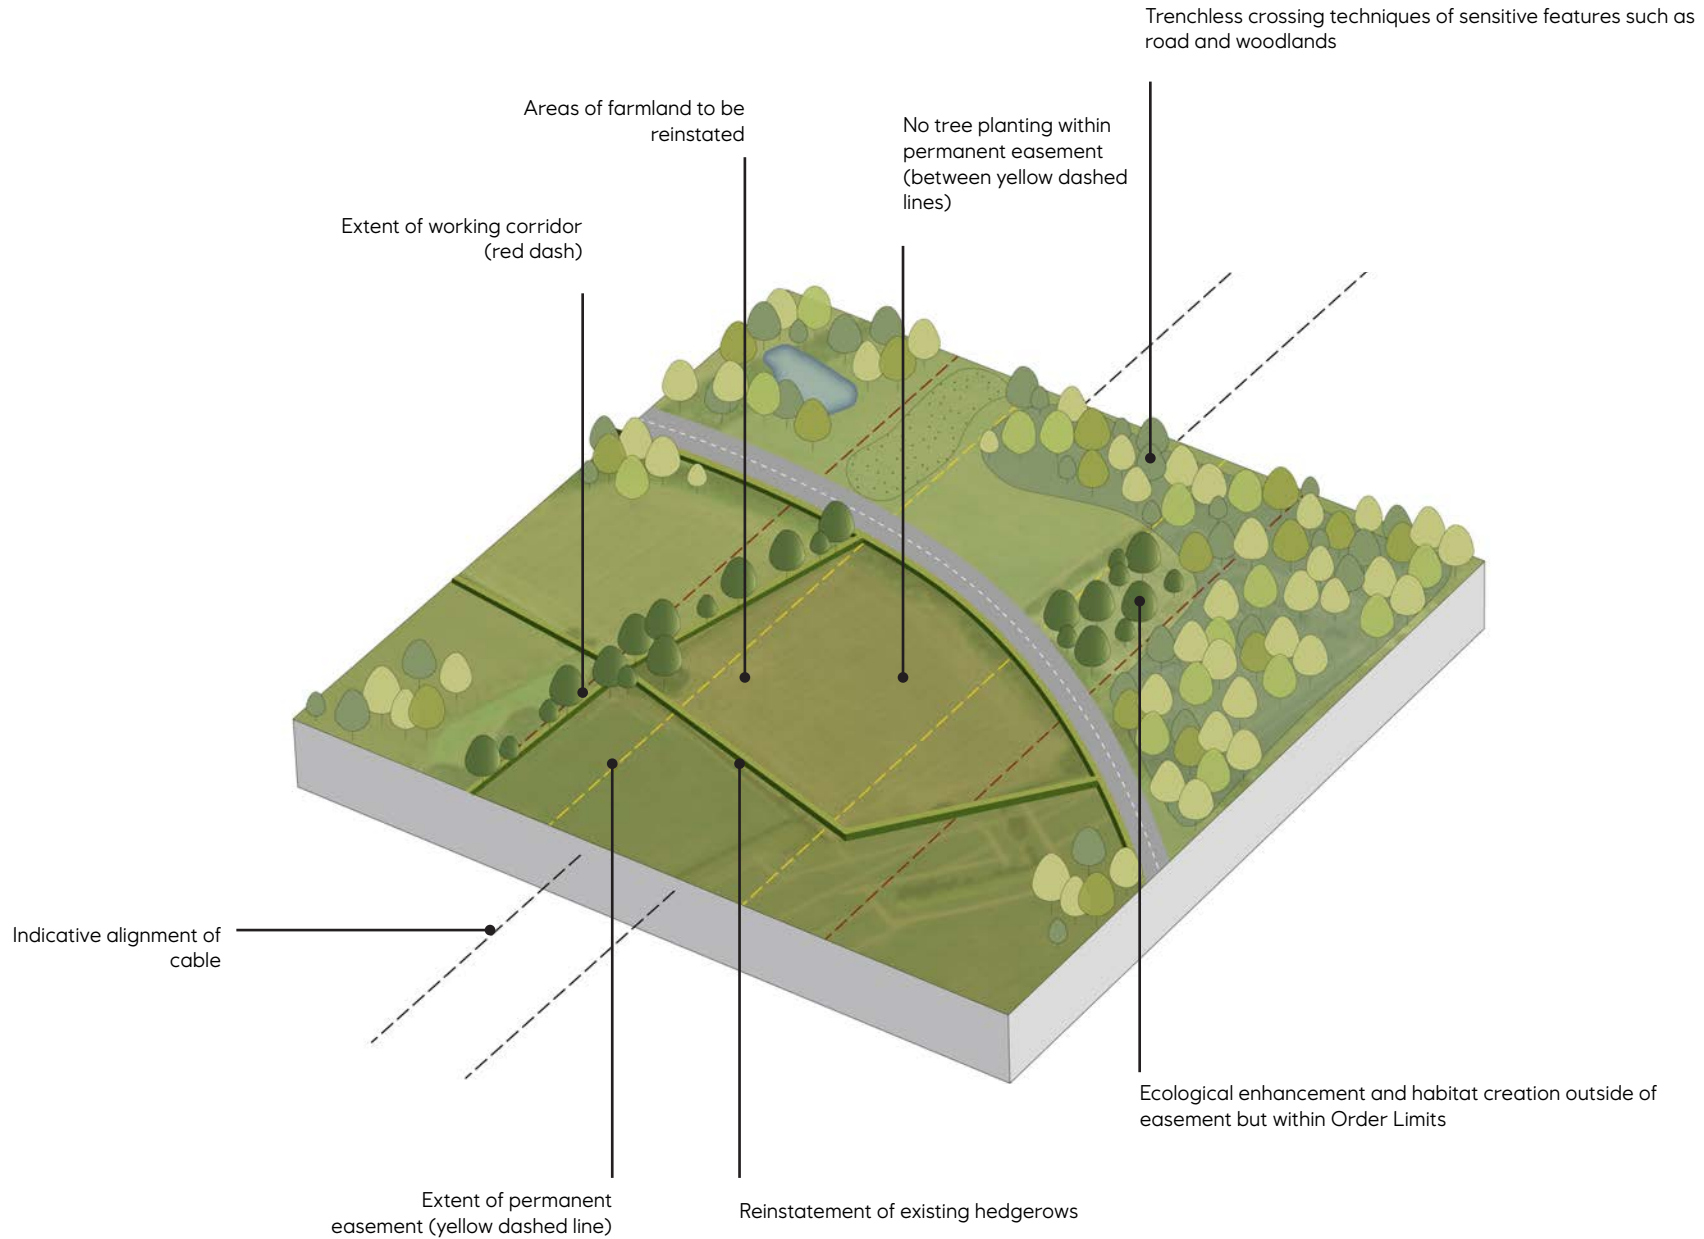 Trenchless crossing techniques of sensitive features such as
road and woodlands
Areas of farmland to be
reinstated
No tree planting within
permanent easement
(between yellow dashed
lines)
Extent of working corridor
(red dash)
Indicative alignment of
cable
Ecological enhancement and habitat creation outside of
easement but within Order Limits
Extent of permanent
easement (yellow dashed line)
Reinstatement of existing hedgerows